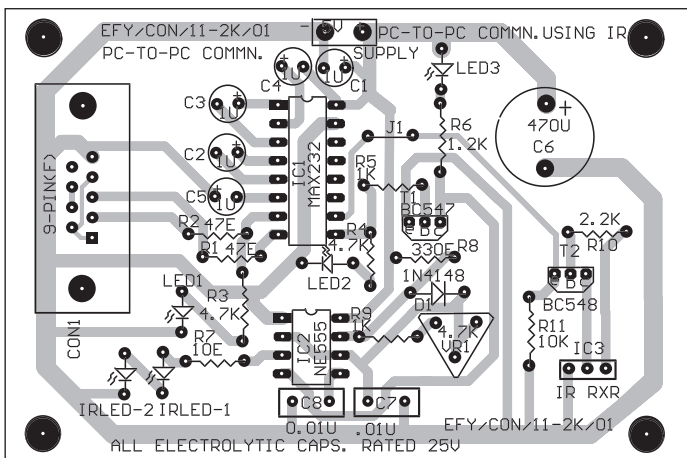 EFY/CON/11-2K/01
PC-TO-PC COMMN.
SUPPLY
PC-TO-PC COMMN.USING IR
LED3
C4
1U
1U
C1
C3
1U
470U
C6
C2
1U
IC1
MAX232
J1
R6
1.2K
9-PIN(F)
C5
1U
R5
1K
T1
BC547
E B C
R2 47E
R1 47E
R4
4.7K
330E
R8
2.2K
R10
T2
E B C
BC548
LED1
LED2
1N4148
D1
R3
4.7K
CON1
R7
10E
IC2
NE555
R9
1K
4.7K
VR1
R11
10K
IC3
IR RXR
IRLED-2
IRLED-1
C8
C7
0.01U
.01U
EFY/CON/11-2K/01
ALL ELECTROLYTIC CAPS. RATED 25V